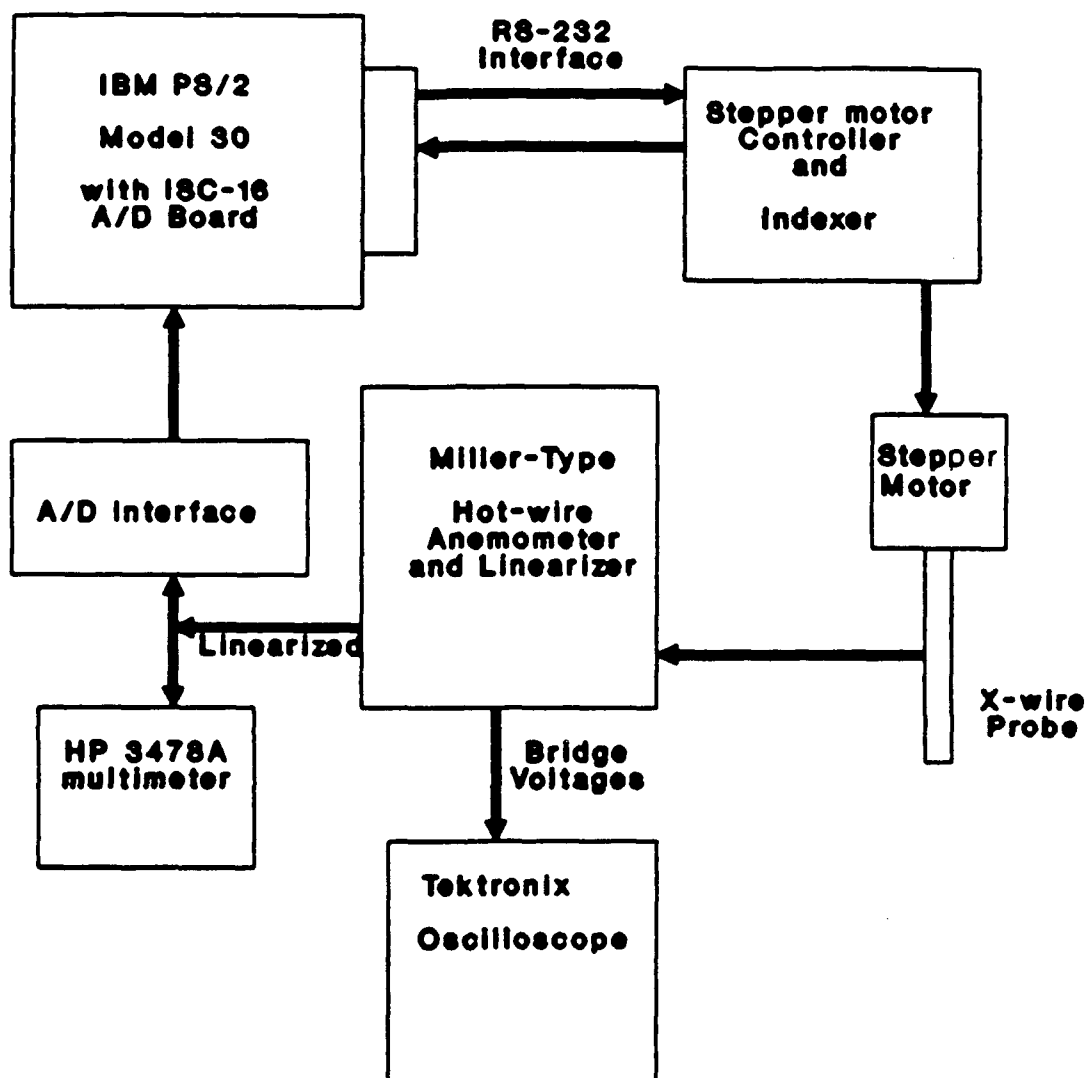 RS-232
Interface
IBM PS/2
Model 30
with ISC-16
A/D Board
Stepper motor
Controller
and
Indexer
Stepper
Motor
Miller-Type
Hot-wire
Anemometer
and Linearizer
A/D Interface
Linearized
X-wire
Probe
HP 3478A
multimeter
Bridge
Voltages
Tektronix
Oscilloscope